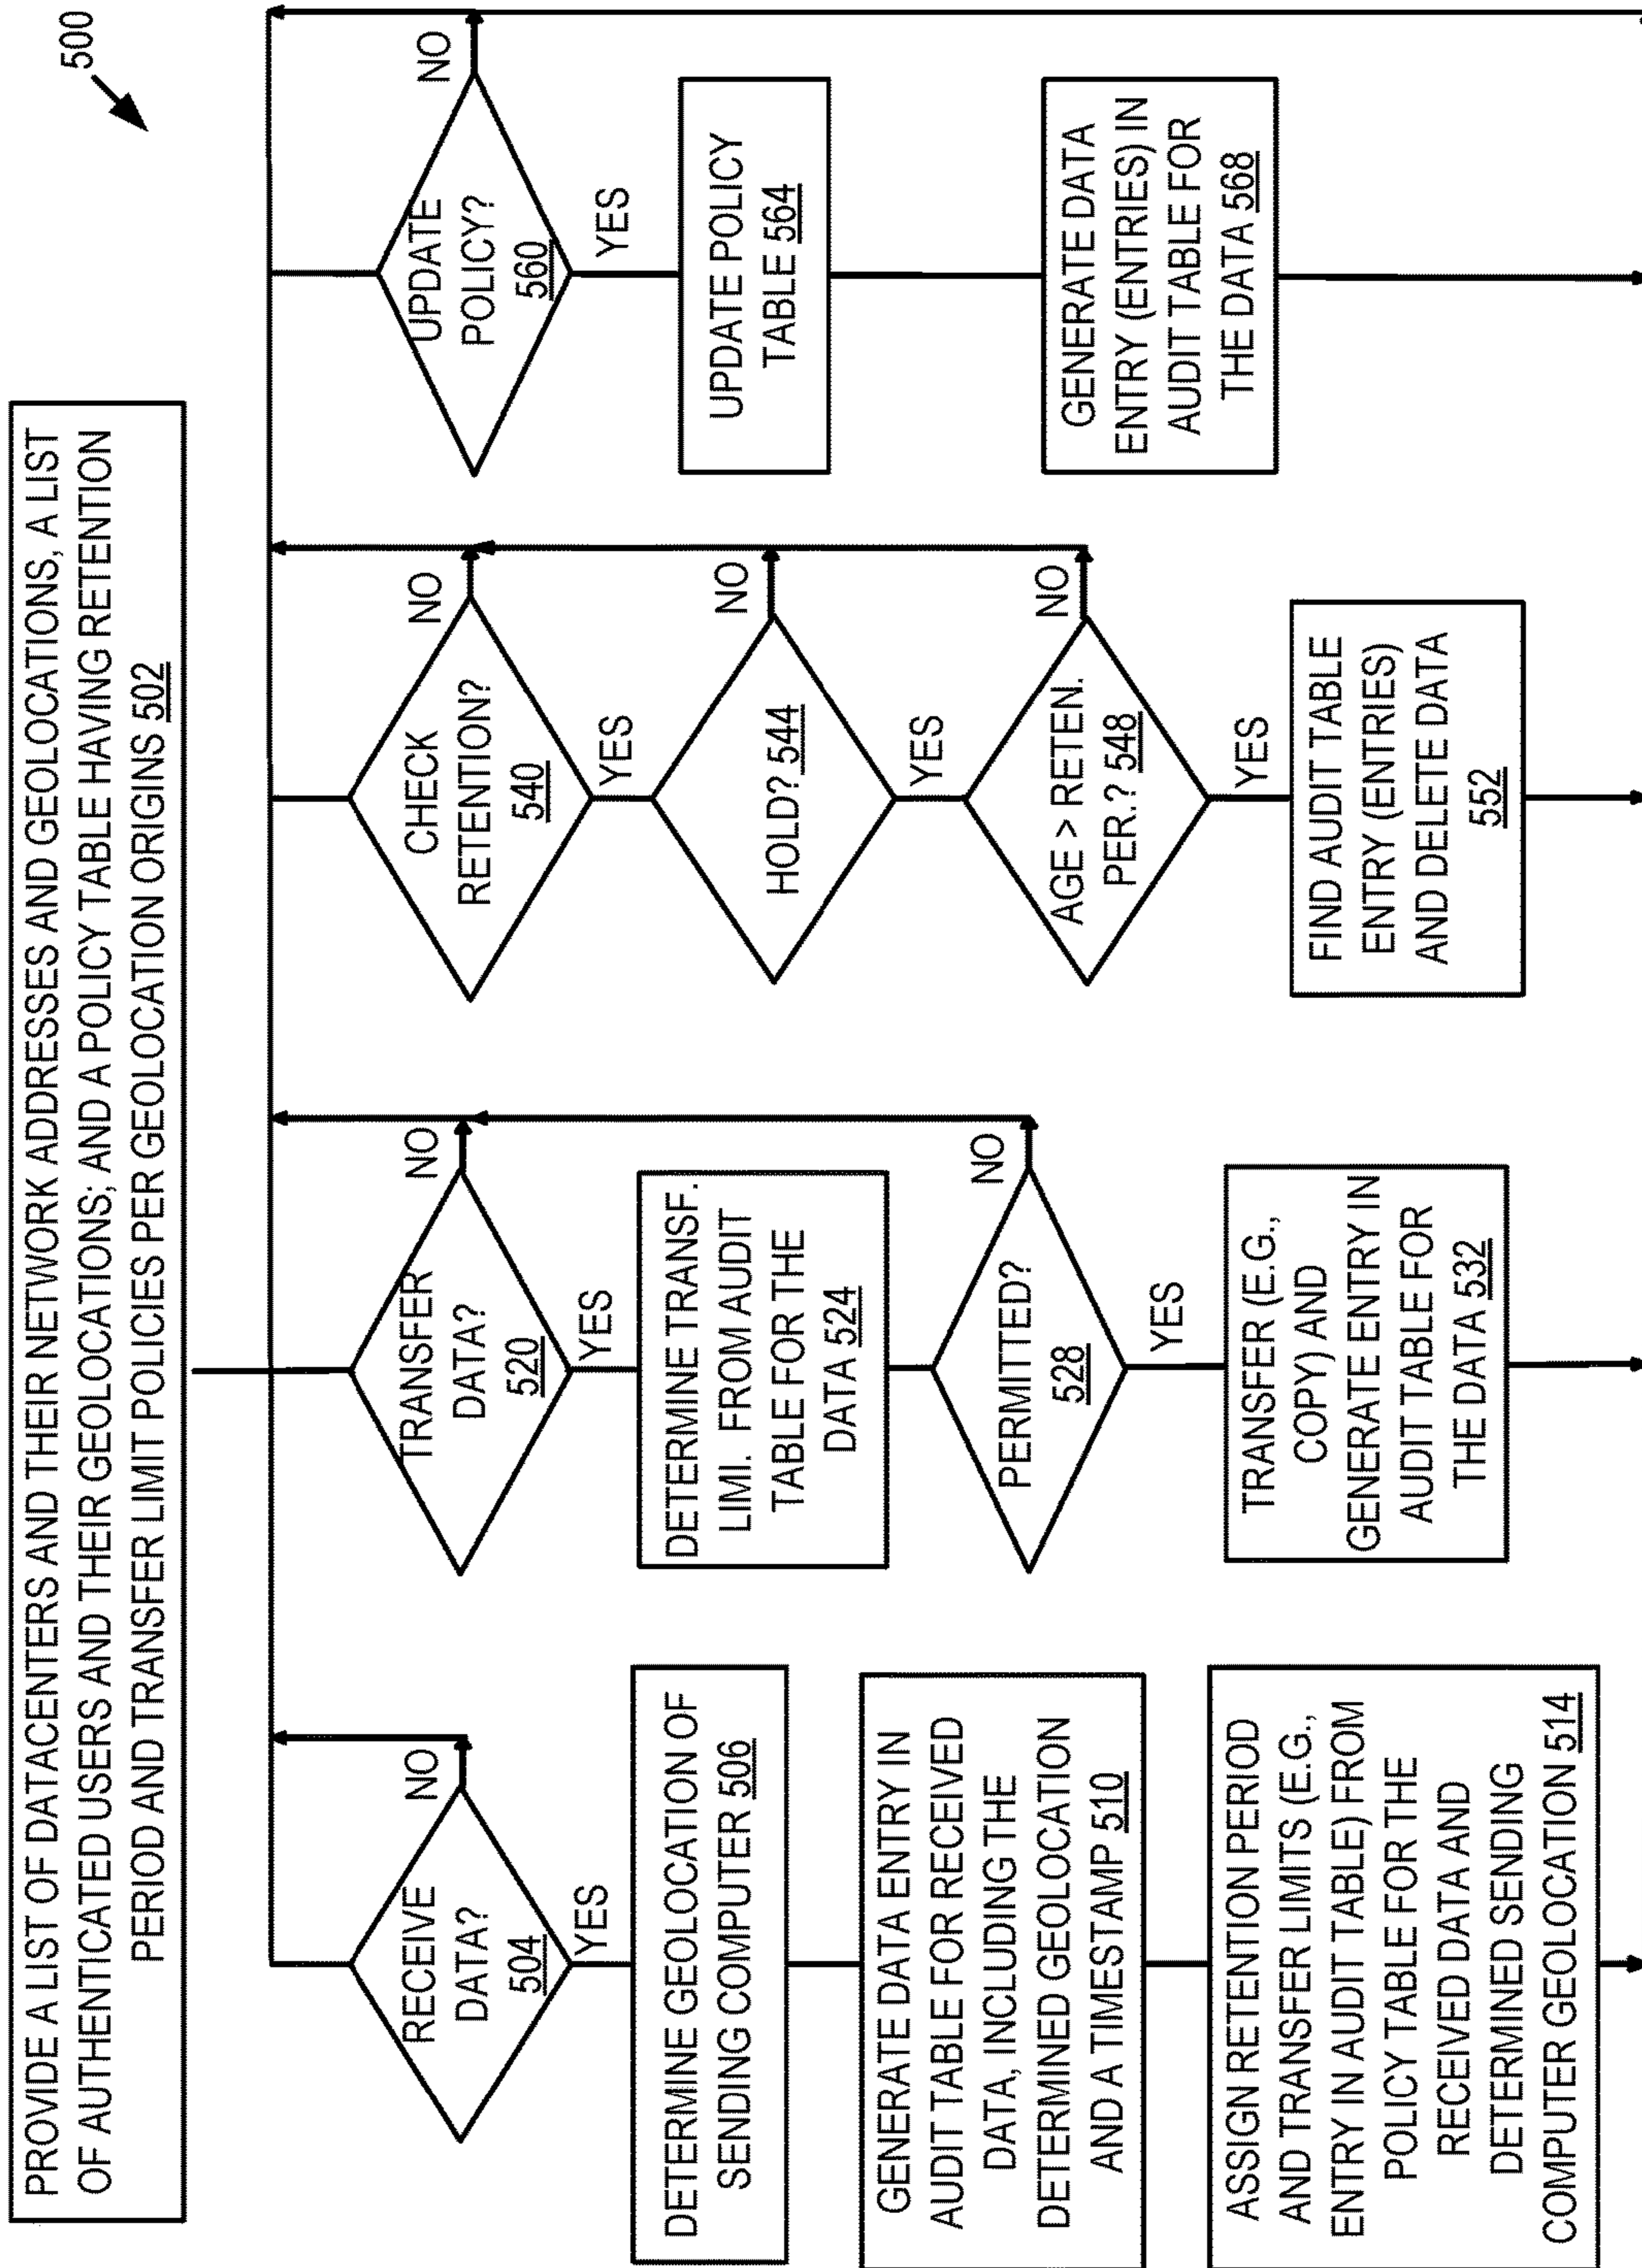 500
PROVIDE A LIST OF DATACENTERS AND THEIR NETWORK ADDRESSES AND GEOLOCATIONS, A LIST
OF AUTHENTICATED USERS AND THEIR GEOLOCATIONS; AND A POLICY TABLE HAVING RETENTION
PERIOD AND TRANSFER LIMIT POLICIES PER GEOLOCATION ORIGINS 502
RECEIVE
DATA?
504
NO
YES
DETERMINE GEOLOCATION OF
SENDING COMPUTER 506
GENERATE DATA ENTRY IN
AUDIT TABLE FOR RECEIVED
DATA, INCLUDING THE
DETERMINED GEOLOCATION
AND A TIMESTAMP 510
ASSIGN RETENTION PERIOD
AND TRANSFER LIMITS (E.G.,
ENTRY IN AUDIT TABLE) FROM
POLICY TABLE FOR THE
RECEIVED DATA AND
DETERMINED SENDING
COMPUTER GEOLOCATION 514
TRANSFER
DATA?
520
NO
YES
DETERMINE TRANSF.
LIMI. FROM AUDIT
TABLE FOR THE
DATA 524
PERMITTED?
528
NO
YES
TRANSFER (E.G.,
COPY) AND
GENERATE ENTRY IN
AUDIT TABLE FOR
THE DATA 532
CHECK
RETENTION?
540
NO
YES
HOLD? 544
NO
YES
AGE > RETEN.
PER.? 548
NO
YES
FIND AUDIT TABLE
ENTRY (ENTRIES)
AND DELETE DATA
552
UPDATE
POLICY?
560
NO
YES
UPDATE POLICY
TABLE 564
GENERATE DATA
ENTRY (ENTRIES) IN
AUDIT TABLE FOR
THE DATA 568